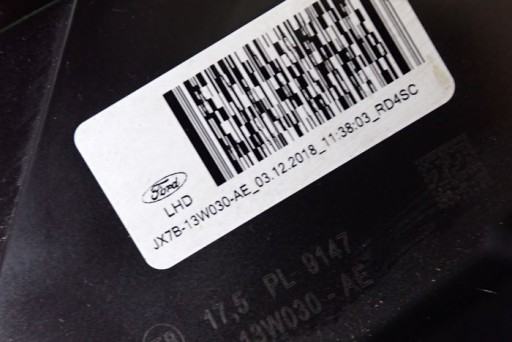 Ford
LHD
JX7B-13W030-AE_03.12.2018_11:38:03_RD4SC
17,5 PL 9147
13W030-AE